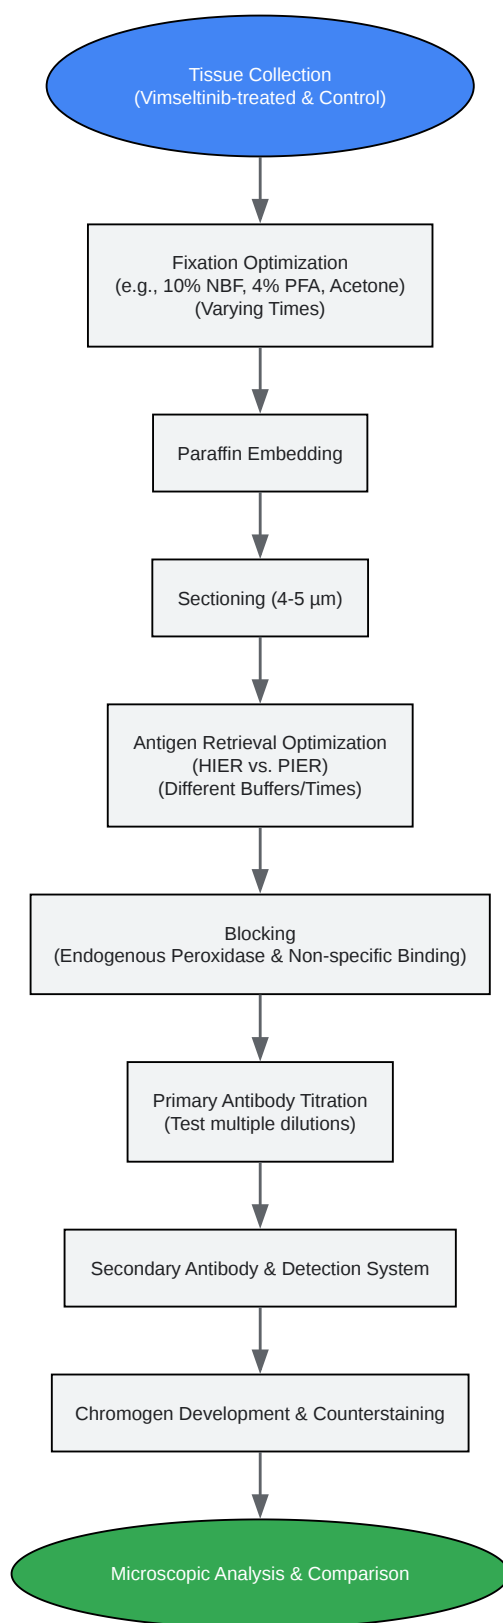 Tissue Collection
(Vimseltinib-treated & Control)
Fixation Optimization
(e.g., 10% NBF, 4% PFA, Acetone)
(Varying Times)
Paraffin Embedding
Sectioning (4-5 µm)
Antigen Retrieval Optimization
(HIER vs. PIER)
(Different Buffers/Times)
Blocking
(Endogenous Peroxidase & Non-specific Binding)
Primary Antibody Titration
(Test multiple dilutions)
Secondary Antibody & Detection System
Chromogen Development & Counterstaining
Microscopic Analysis & Comparison